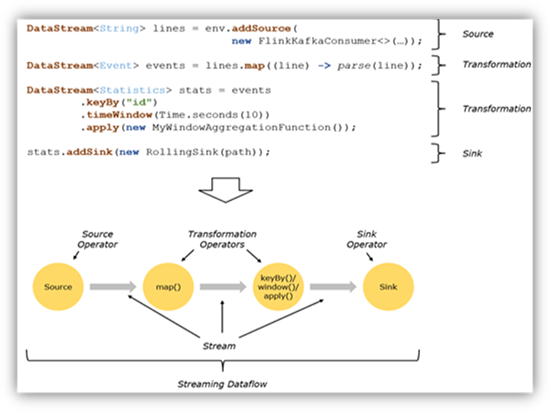 DataStream<String> lines = env.addSource(
new FlinkKafkaConsumer<>(…));
Source
DataStream<Event> events = lines.map((line) -> parse(line));
Transformation
DataStream<Statistics> stats = events
.keyBy("id")
.timeWindow(Time.seconds(10))
.apply(new MyWindowAggregationFunction());
Transformation
stats.addSink(new RollingSink(path));
Sink
Source
Operator
Transformation
Operators
Sink
Operator
Source
map()
keyBy()/
window()/
apply()
Sink
Stream
Streaming Dataflow